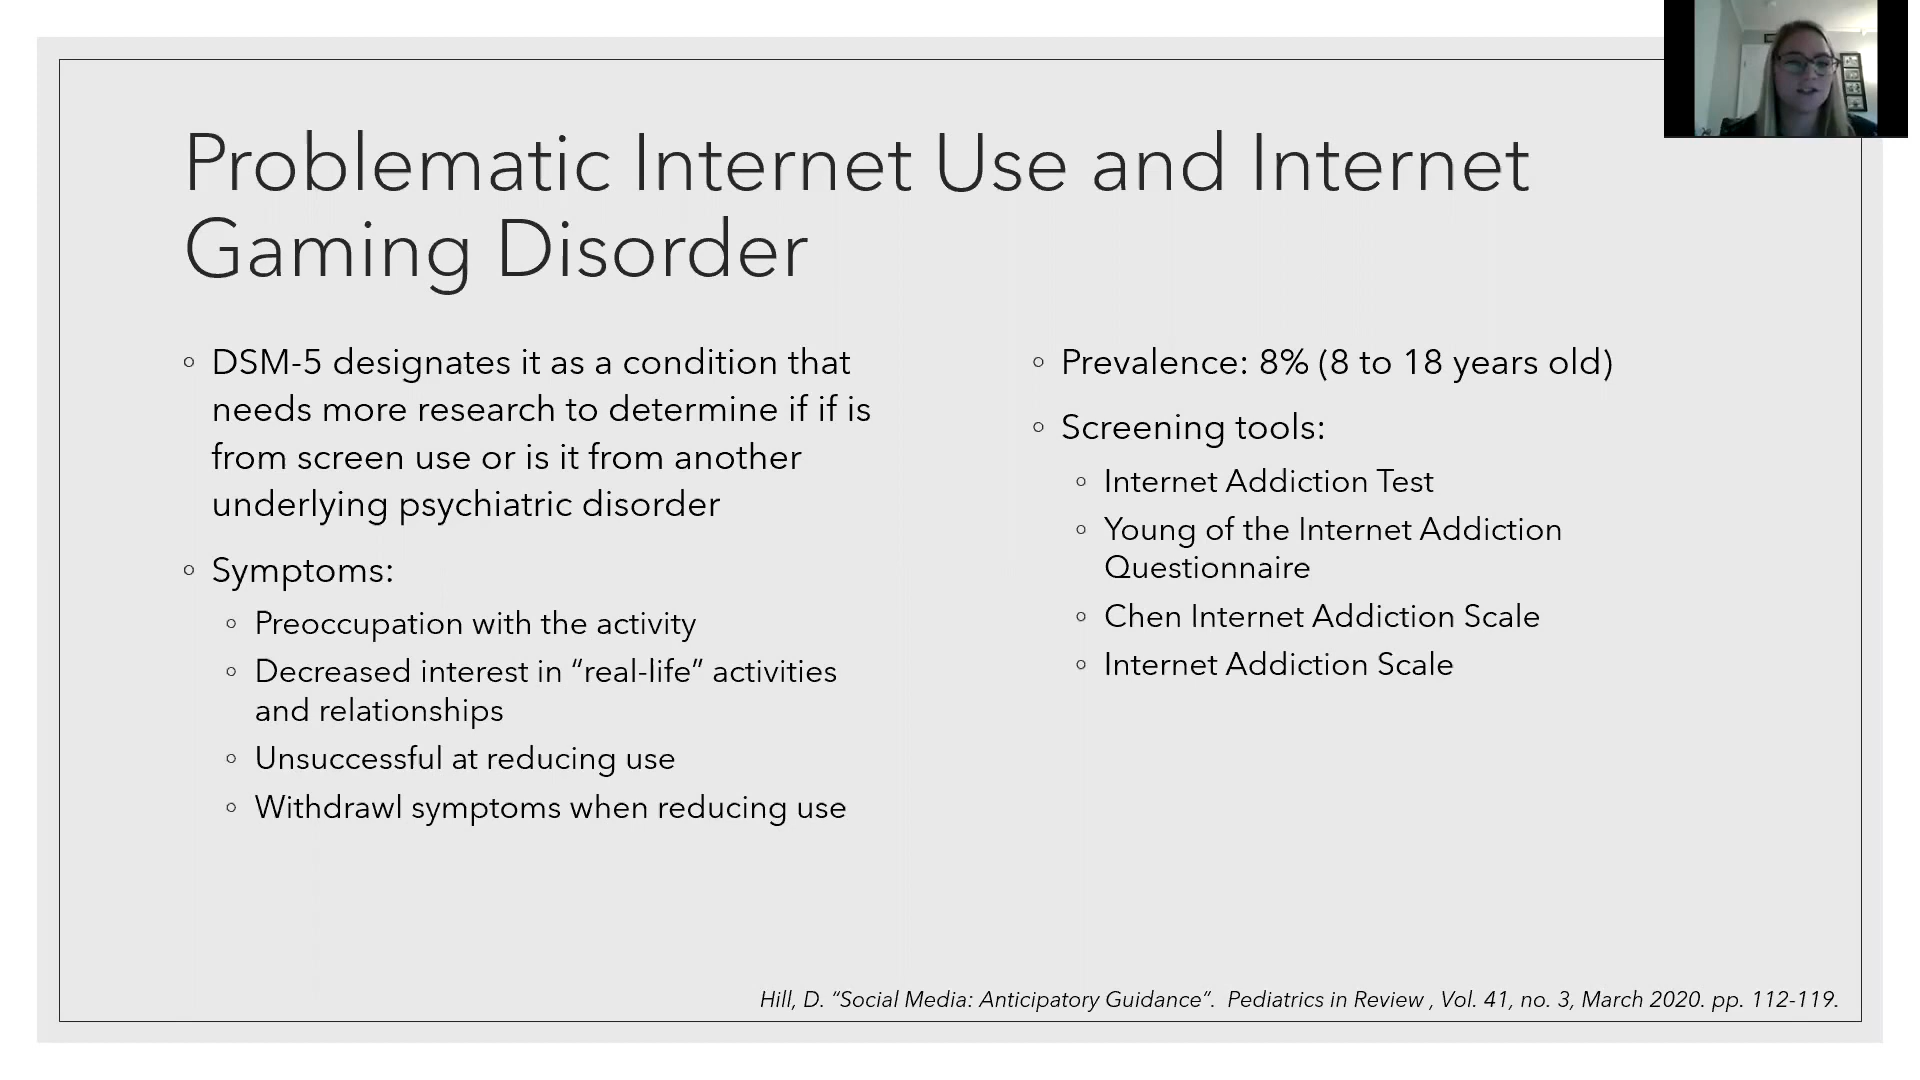 Problematic Internet Use and Internet
Gaming Disorder
◦ DSM-5 designates it as a condition that
needs more research to determine if if is
from screen use or is it from another
underlying psychiatric disorder
◦ Symptoms:
◦ Preoccupation with the activity
◦ Decreased interest in “real-life” activities
and relationships
◦ Unsuccessful at reducing use
◦ Withdrawl symptoms when reducing use
◦ Prevalence: 8% (8 to 18 years old)
◦ Screening tools:
◦ Internet Addiction Test
◦ Young of the Internet Addiction
Questionnaire
◦ Chen Internet Addiction Scale
◦ Internet Addiction Scale
Hill, D. “Social Media: Anticipatory Guidance”. Pediatrics in Review , Vol. 41, no. 3, March 2020. pp. 112-119.